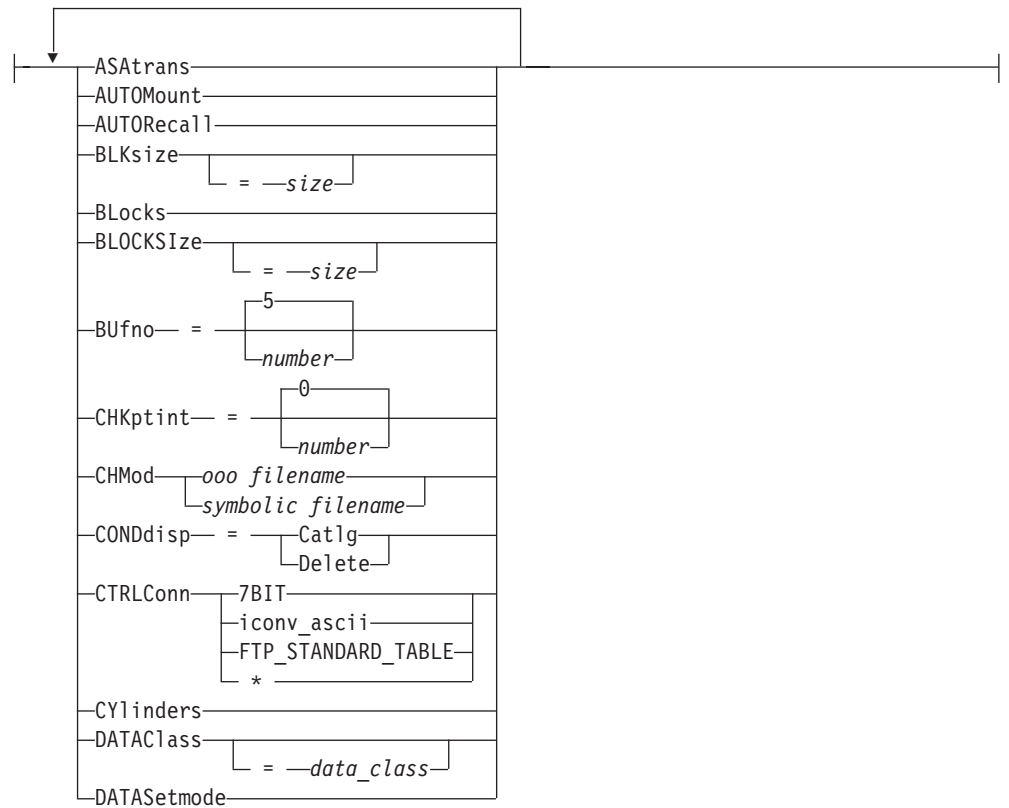 ASAtrans
AUTOMount
AUTORecall
BLKsize
= size
BLocks
BLOCKSIze
= size
5
BUfno =
number
0
CHKptint =
number
CHMod ooo filename
symbolic filename
CONDdisp = Catlg
Delete
CTRLConn 7BIT
iconv_ascii
FTP_STANDARD_TABLE
*
CYlinders
DATAClass
= data_class
DATASetmode